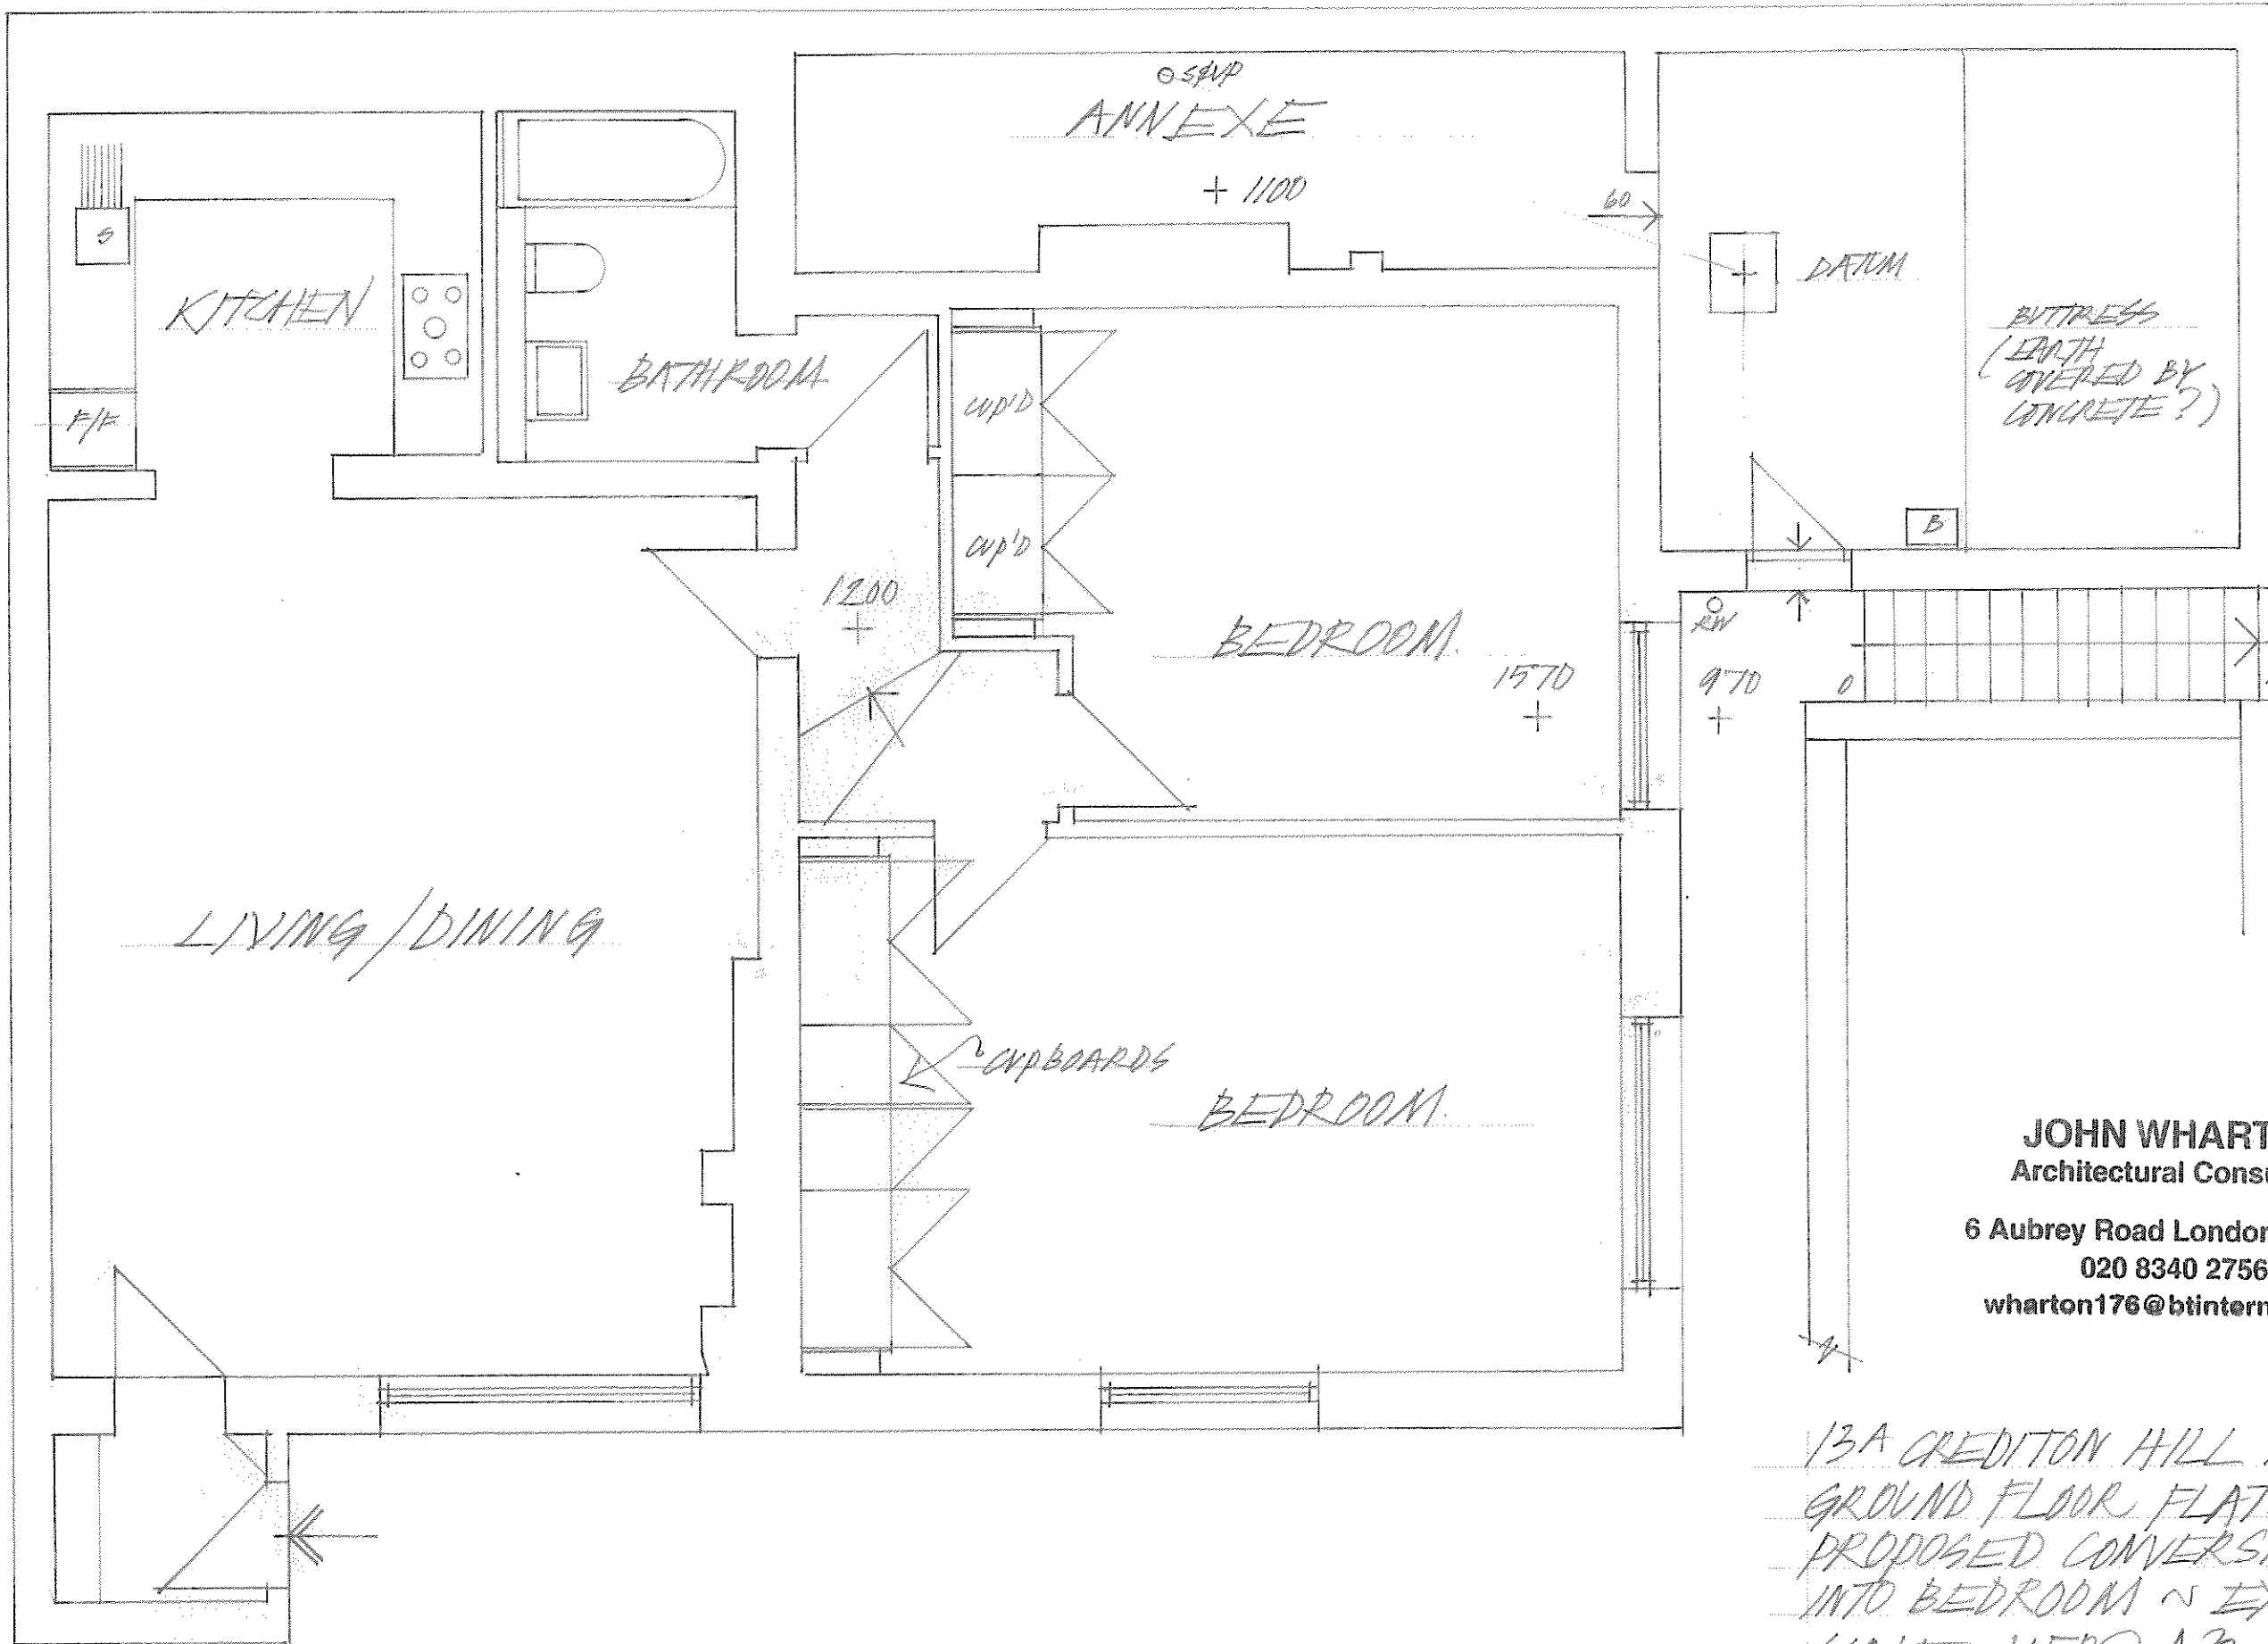 S&VP
ANNEXE
+ 1100
60
S
KITCHEN
F/F
BATHROOM
CUP'D
CUP'D
DATUM
BUTTRESS
(EARTH
COVERED BY
CONCRETE?)
B
1200
BEDROOM
1570
RW
970
0
LIVING/DINING
CUPBOARDS
BEDROOM
JOHN WHART
Architectural Cons
6 Aubrey Road London
020 8340 2756
wharton176@btintern
13A CREDITON HILL
GROUND FLOOR FLAT
PROPOSED CONVERS
INTO BEDROOM ~ EX